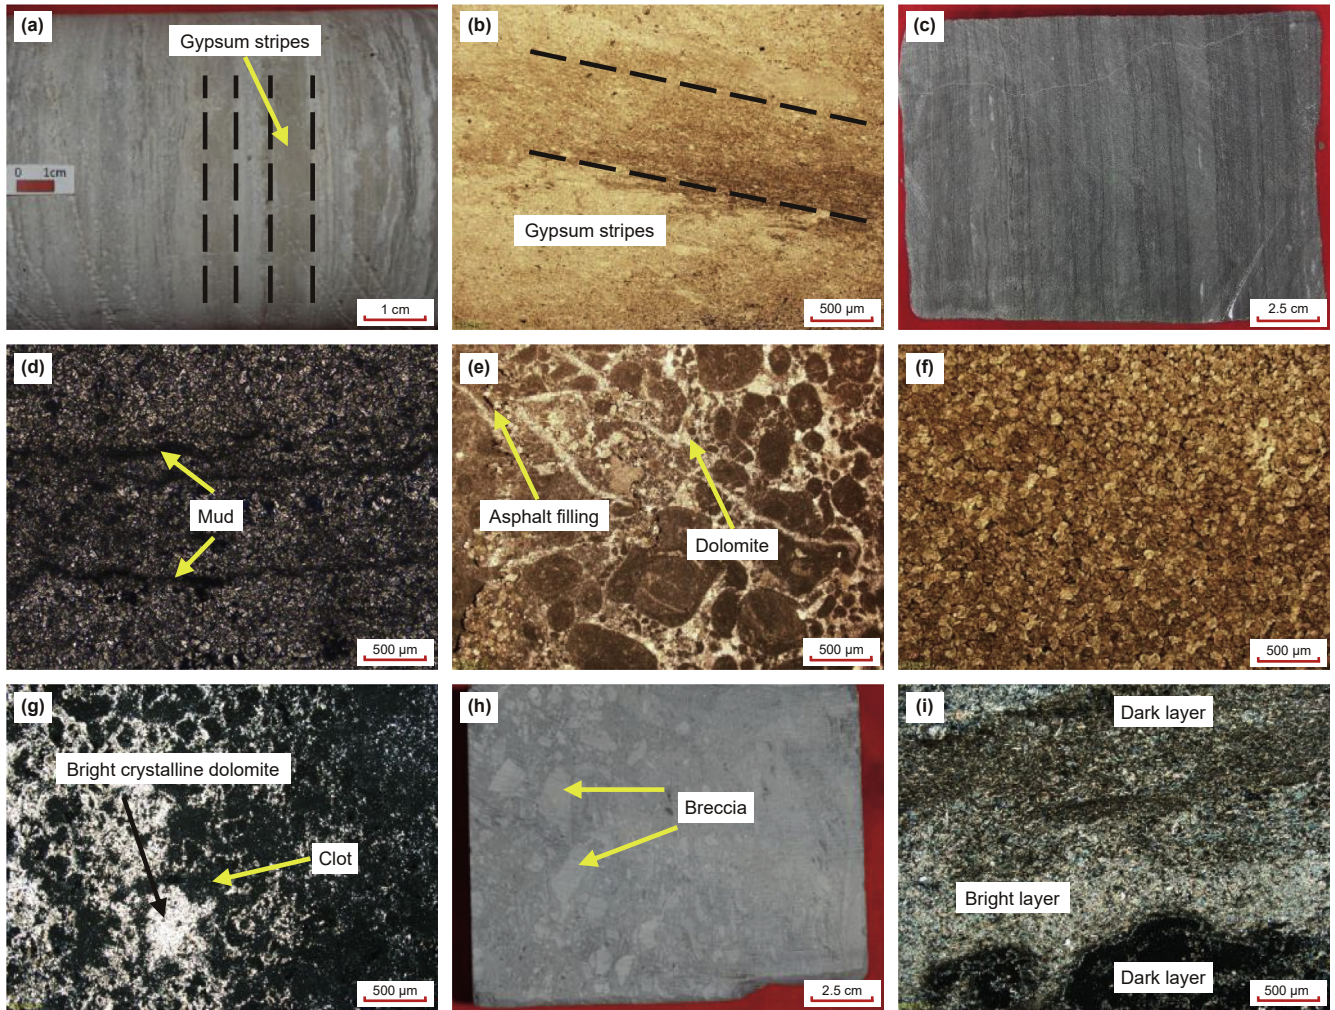 (a)
Gypsum stripes
0 1cm
1 cm
(b)
Gypsum stripes
500 µm
(c)
2.5 cm
(d)
Mud
500 µm
(e)
Asphalt filling
Dolomite
500 µm
(f)
500 µm
(g)
Bright crystalline dolomite
Clot
500 µm
(h)
Breccia
2.5 cm
(i)
Dark layer
Bright layer
Dark layer
500 µm